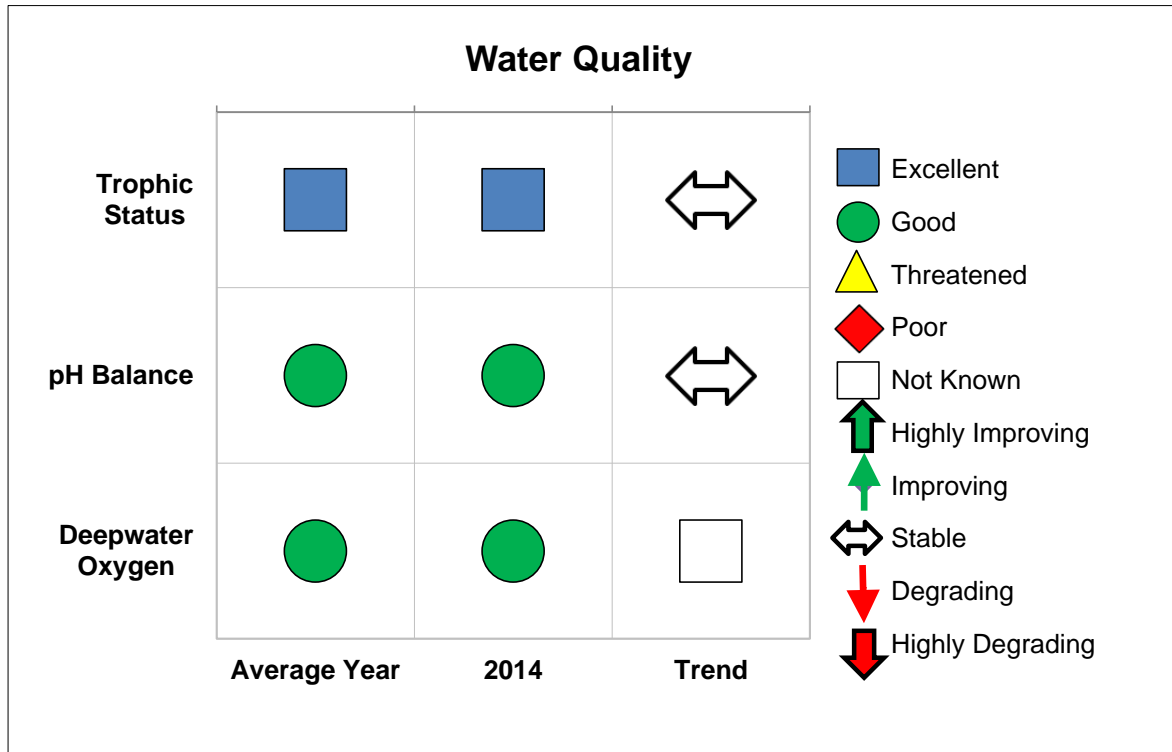 Water Quality
Trophic
Status
pH Balance
Deepwater
Oxygen
Average Year
2014
Trend
Excellent
Good
Threatened
Poor
Not Known
Highly Improving
Improving
Stable
Degrading
Highly Degrading